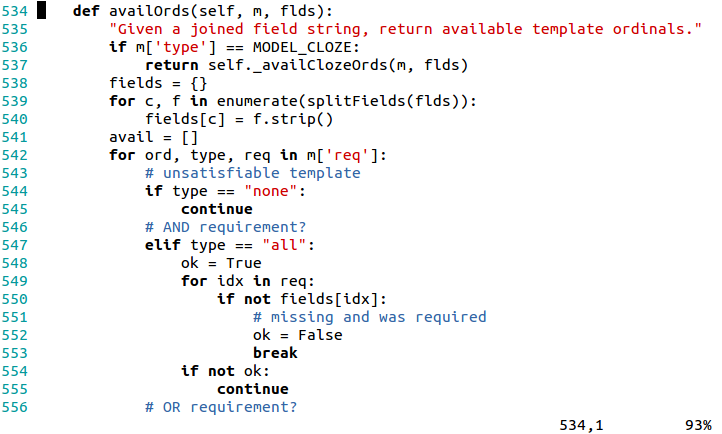 534     def availOrds(self, m, flds):
535         "Given a joined field string, return available template ordinals."
536         if m['type'] == MODEL_CLOZE:
537             return self._availClozeOrds(m, flds)
538         fields = {}
539         for c, f in enumerate(splitFields(flds)):
540             fields[c] = f.strip()
541         avail = []
542         for ord, type, req in m['req']:
543             # unsatisfiable template
544             if type == "none":
545                 continue
546             # AND requirement?
547             elif type == "all":
548                 ok = True
549                 for idx in req:
550                     if not fields[idx]:
551                         # missing and was required
552                         ok = False
553                         break
554                 if not ok:
555                     continue
556             # OR requirement?
534,1 93%